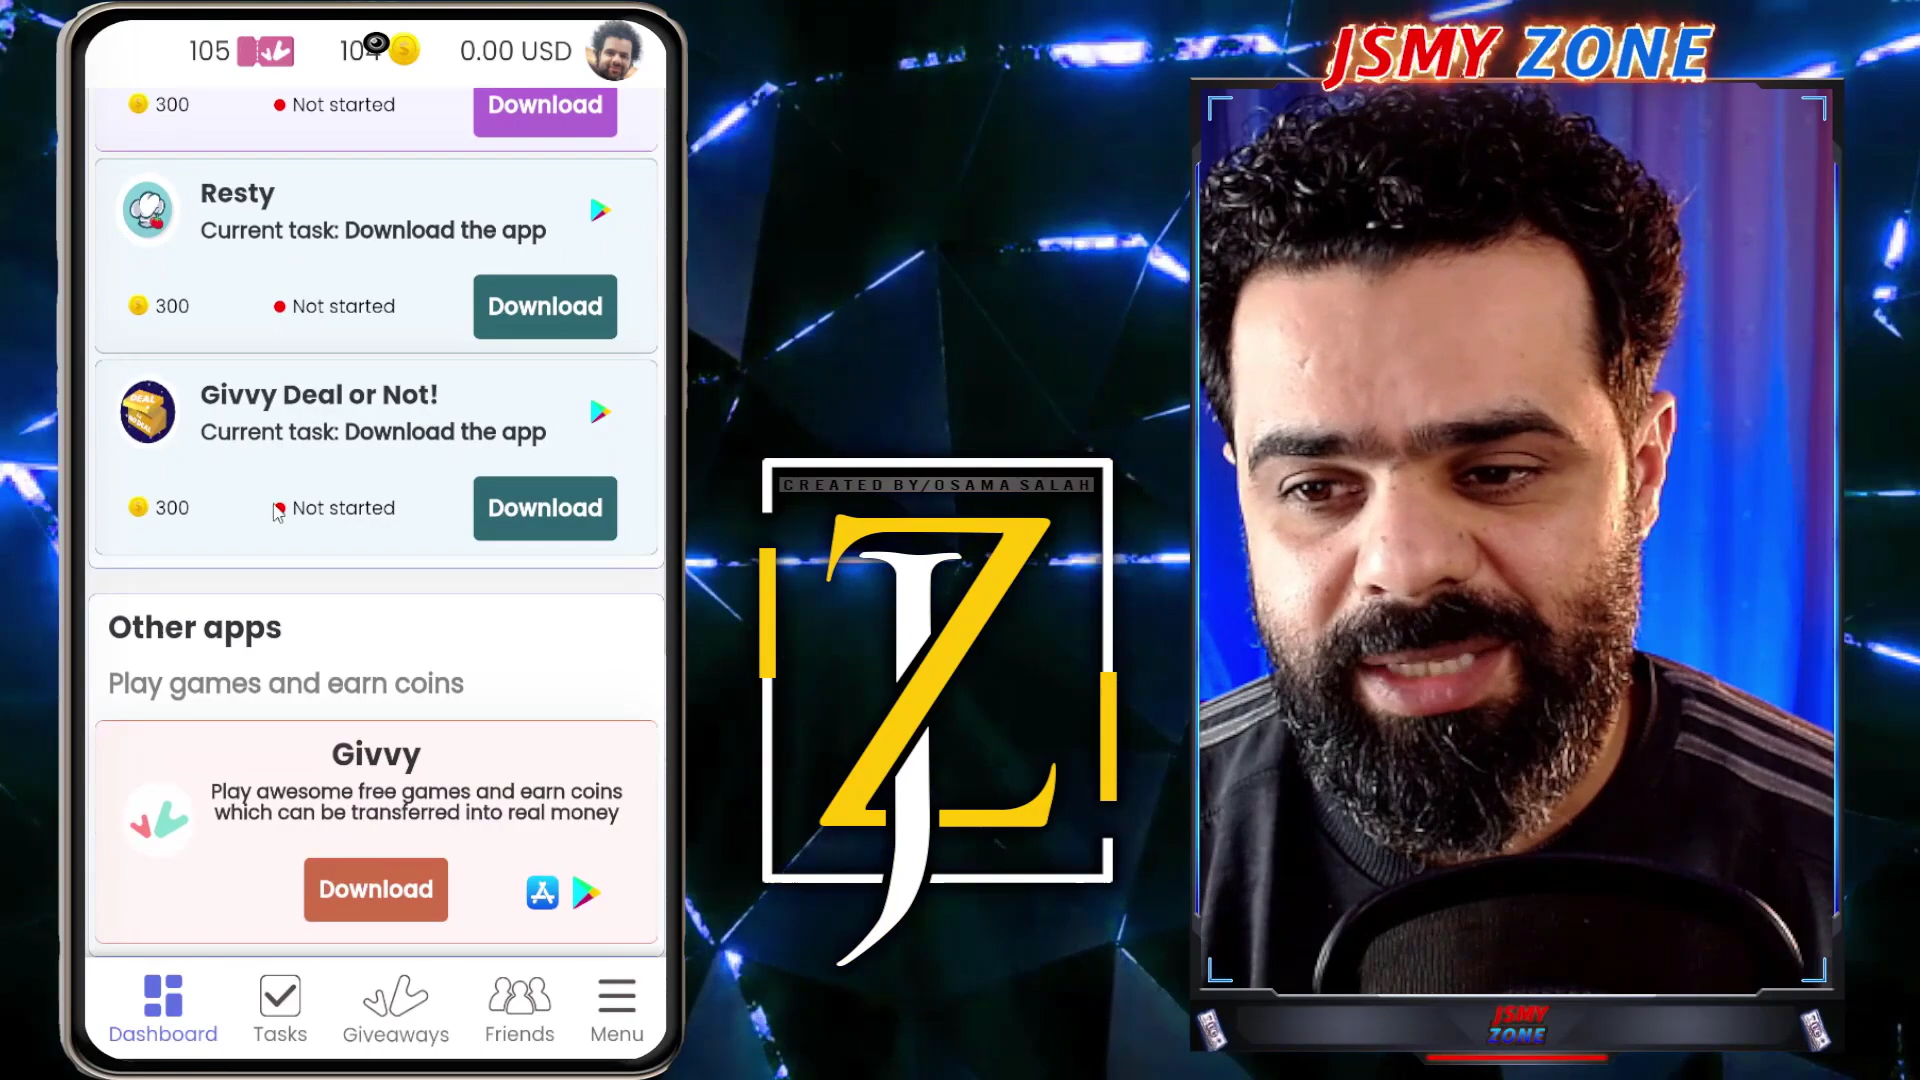 105
0.00 USD
300
Not started
Download
Resty
Current task: Download the app
300
Not started
Download
Givvy Deal or Not!
Current task: Download the app
300
Not started
Download
Other apps
Play games and earn coins
Givvy
Play awesome free games and earn coins
which can be transferred into real money
Download
Dashboard
Tasks
Giveaways
Friends
Menu
CREATED BY/OSAMA SALAH
JZ
JSMY ZONE
JSMY
ZONE